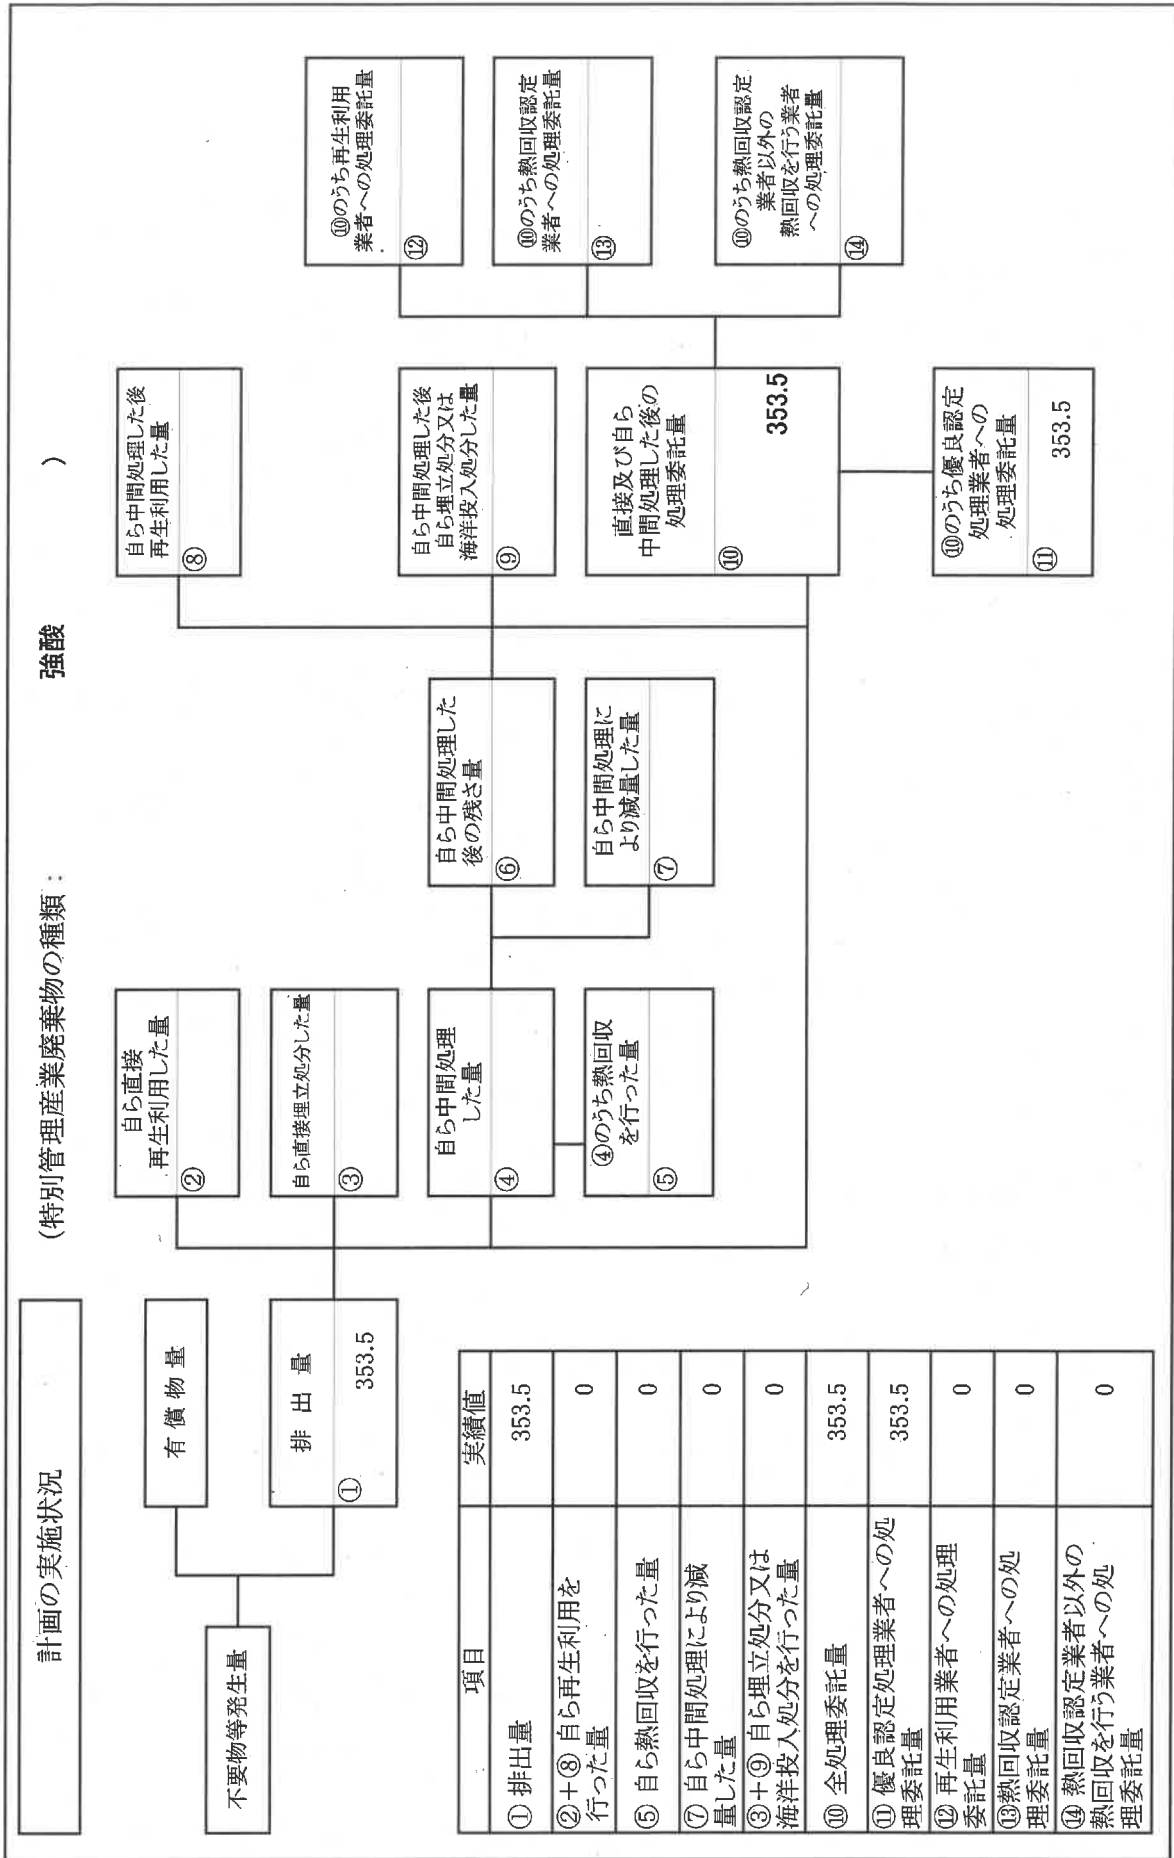 計画の実施状況
(特別管理産業廃棄物の種類：
強酸
)
不要物等発生量
有償物量
排出量
①
353.5
自ら直接
再生利用した量
②
自ら直接埋立処分した量
③
自ら中間処理
した量
④
④のうち熱回収
を行った量
⑤
自ら中間処理した
後の残さ量
⑥
自ら中間処理に
より減量した量
⑦
自ら中間処理した後
再生利用した量
⑧
自ら中間処理した後
自ら埋立処分又は
海洋投入処分した量
⑨
直接及び自ら
中間処理した後の
処理委託量
⑩
353.5
⑩のうち優良認定
処理業者への
処理委託量
⑪
353.5
⑩のうち再生利用
業者への処理委託量
⑫
⑩のうち熱回収認定
業者への処理委託量
⑬
⑩のうち熱回収認定
業者以外の
熱回収を行う業者
への処理委託量
⑭
項目
実績値
① 排出量
353.5
②＋⑧ 自ら再生利用を
行った量
0
⑤ 自ら熱回収を行った量
0
⑦ 自ら中間処理により減
量した量
0
③＋⑨ 自ら埋立処分又は
海洋投入処分を行った量
0
⑩ 全処理委託量
353.5
⑪ 優良認定処理業者への処
理委託量
353.5
⑫ 再生利用業者への処理
委託量
0
⑬熱回収認定業者への処
理委託量
0
⑭ 熱回収認定業者以外の
熱回収を行う業者への処
理委託量
0